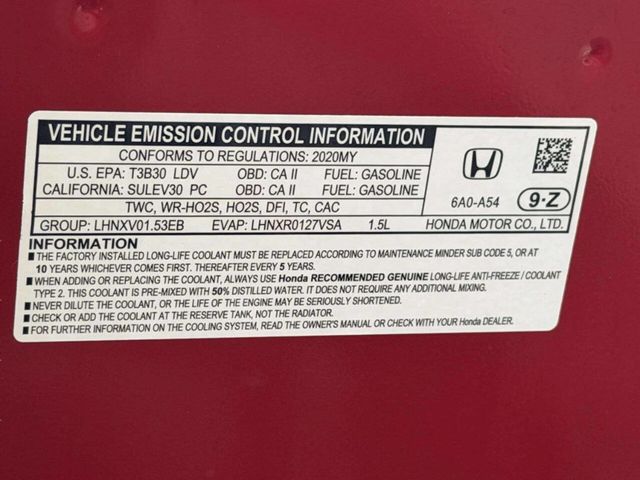 VEHICLE EMISSION CONTROL INFORMATION
CONFORMS TO REGULATIONS: 2020MY
U.S. EPA: T3B30 LDV OBD: CA II FUEL: GASOLINE
CALIFORNIA: SULEV30 PC OBD: CA II FUEL: GASOLINE
TWC, WR-HO2S, HO2S, DFI, TC, CAC
GROUP: LHNXV01.53EB EVAP: LHNXR0127VSA 1.5L
6A0-A54 9·Z
HONDA MOTOR CO., LTD.
INFORMATION
■ THE FACTORY INSTALLED LONG-LIFE COOLANT MUST BE REPLACED ACCORDING TO MAINTENANCE MINDER SUB CODE 5, OR AT
10 YEARS WHICHEVER COMES FIRST. THEREAFTER EVERY 5 YEARS.
■ WHEN ADDING OR REPLACING THE COOLANT, ALWAYS USE Honda RECOMMENDED GENUINE LONG-LIFE ANTI-FREEZE / COOLANT
TYPE 2. THIS COOLANT IS PRE-MIXED WITH 50% DISTILLED WATER. IT DOES NOT REQUIRE ANY ADDITIONAL MIXING.
■ NEVER DILUTE THE COOLANT, OR THE LIFE OF THE ENGINE MAY BE SERIOUSLY SHORTENED.
■ CHECK OR ADD THE COOLANT AT THE RESERVE TANK, NOT THE RADIATOR.
■ FOR FURTHER INFORMATION ON THE COOLING SYSTEM, READ THE OWNER'S MANUAL OR CHECK WITH YOUR Honda DEALER.